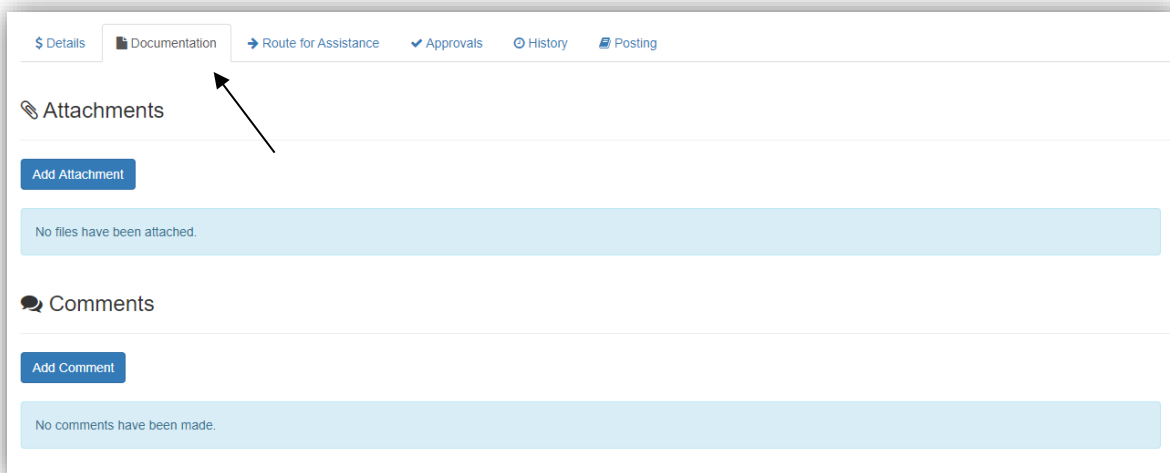 $ Details Documentation Route for Assistance Approvals History Posting
Attachments
Add Attachment
No files have been attached.
Comments
Add Comment
No comments have been made.